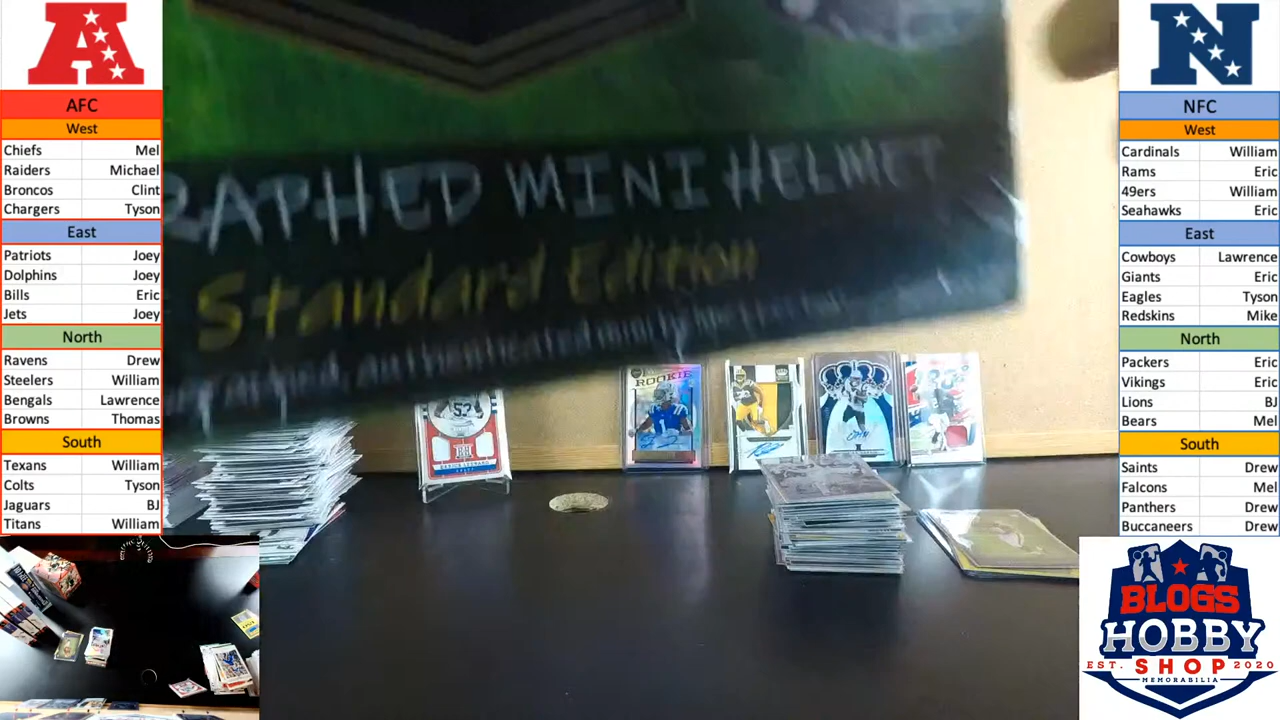 AFC
West
Chiefs Mel
Raiders Michael
Broncos Clint
Chargers Tyson
East
Patriots Joey
Dolphins Joey
Bills Eric
Jets Joey
North
Ravens Drew
Steelers William
Bengals Lawrence
Browns Thomas
South
Texans William
Colts Tyson
Jaguars BJ
Titans William
RAPHED MINI HELMET
Standard Edition
ROOKIE
52
NFC
West
Cardinals William
Rams Eric
49ers William
Seahawks Eric
East
Cowboys Lawrence
Giants Eric
Eagles Tyson
Redskins Mike
North
Packers Eric
Vikings Eric
Lions BJ
Bears Mel
South
Saints Drew
Falcons Mel
Panthers Drew
Buccaneers Drew
BLOGS
HOBBY
EST. SHOP 2020
MEMORABILIA